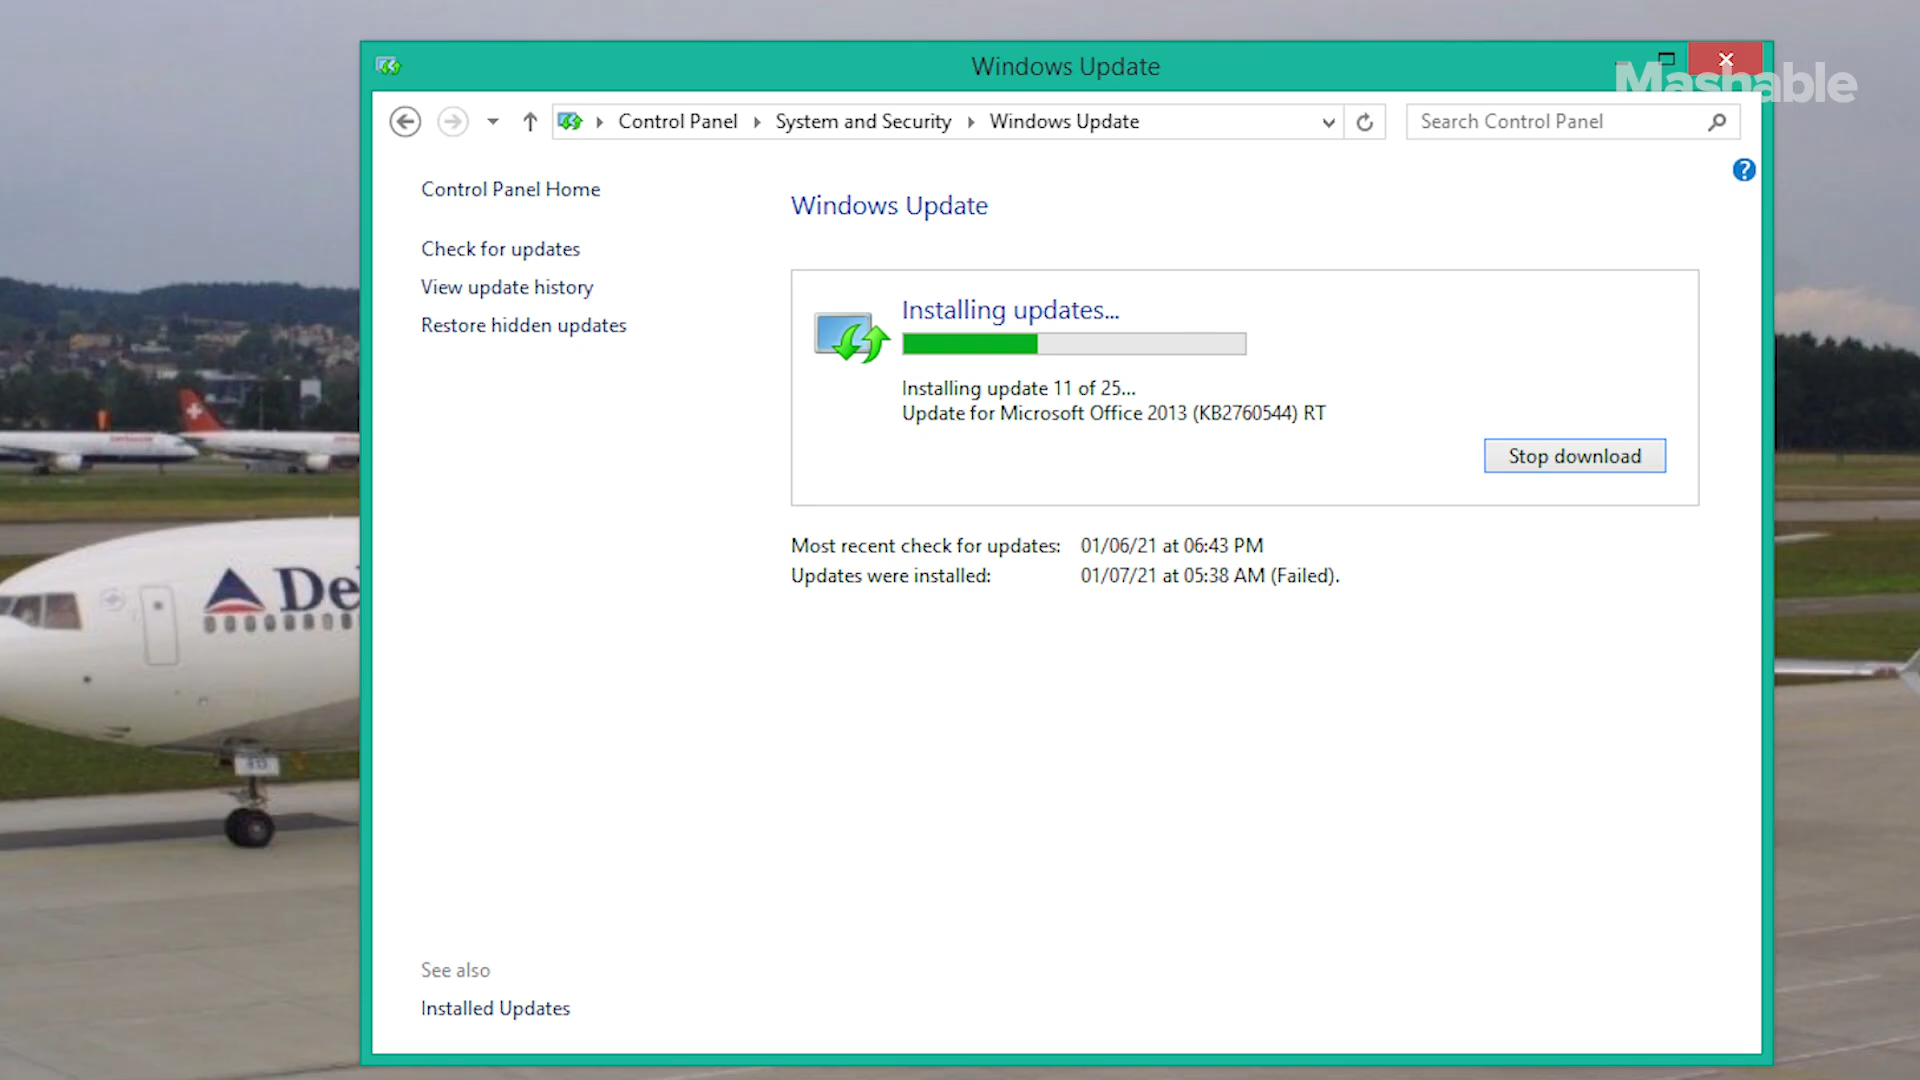 Windows Update
Mashable
Control Panel
System and Security
Windows Update
Search Control Panel
?
Control Panel Home
Windows Update
Check for updates
View update history
Restore hidden updates
Installing updates...
Installing update 11 of 25...
Update for Microsoft Office 2013 (KB2760544) RT
Stop download
Most recent check for updates: 01/06/21 at 06:43 PM
Updates were installed: 01/07/21 at 05:38 AM (Failed).
De
See also
Installed Updates